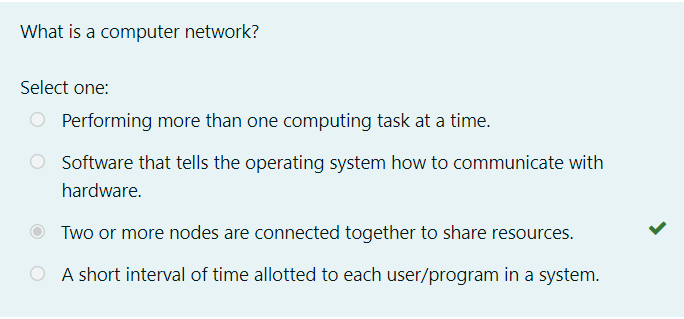 What is a computer network?
Select one:
Performing more than one computing task at a time.
Software that tells the operating system how to communicate with
hardware.
Two or more nodes are connected together to share resources.
A short interval of time allotted to each user/program in a system.